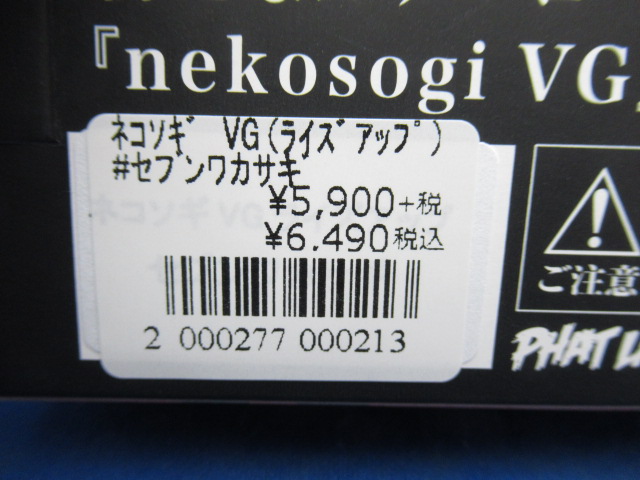 『nekosogi VG
ﾈｺｿｷﾞ VG(ﾗｲｽﾞｱｯﾌﾟ)
#セブンワカサギ
¥5,900+税
¥6.490税込
2 000277 000213
ご注意
PHAT L